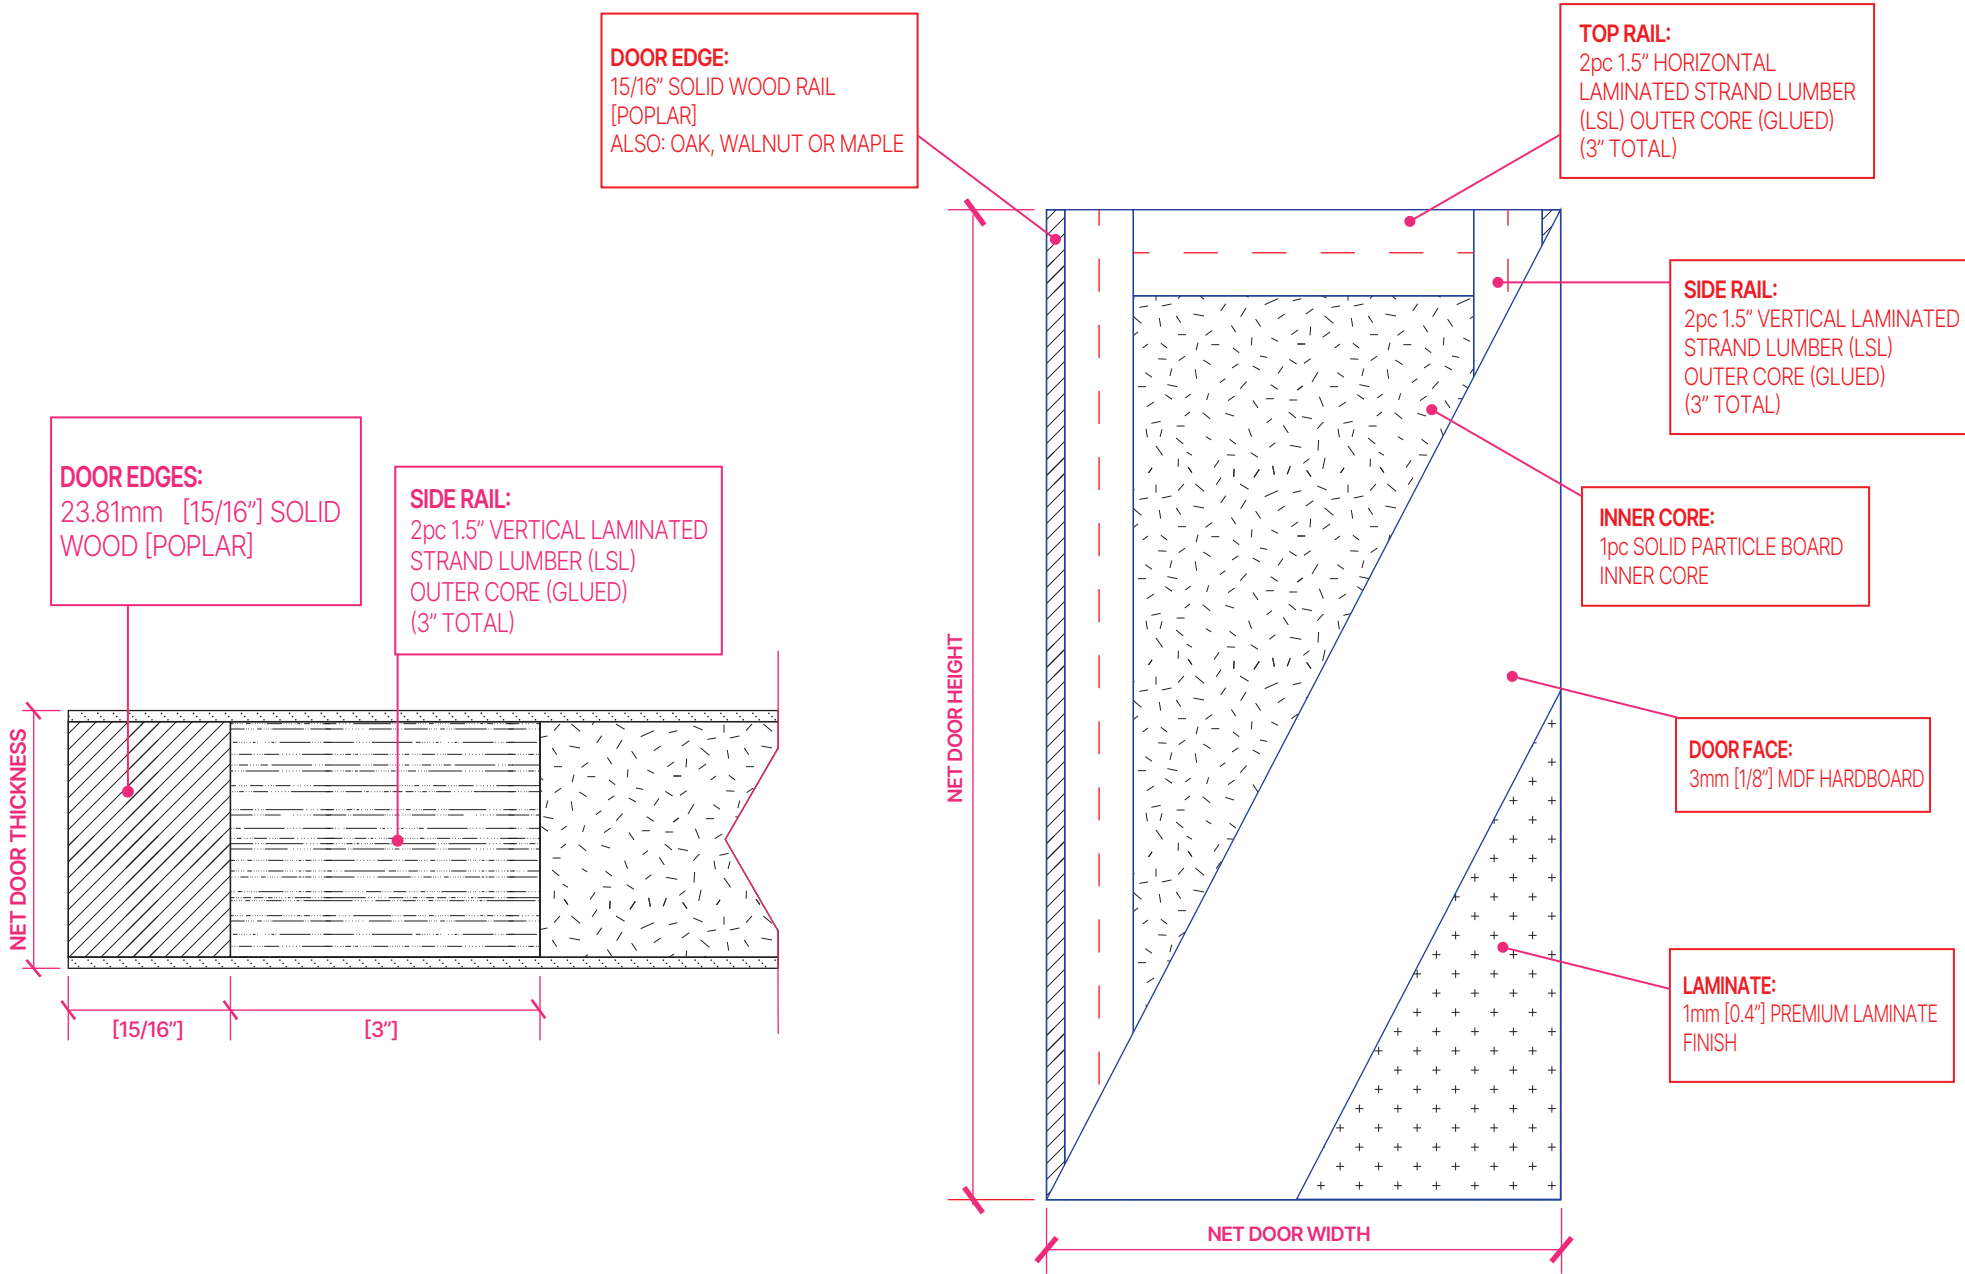 DOOR EDGE:
15/16” SOLID WOOD RAIL
[POPLAR]
ALSO: OAK, WALNUT OR MAPLE
TOP RAIL:
2pc 1.5” HORIZONTAL
LAMINATED STRAND LUMBER
(LSL) OUTER CORE (GLUED)
(3” TOTAL)
SIDE RAIL:
2pc 1.5” VERTICAL LAMINATED
STRAND LUMBER (LSL)
OUTER CORE (GLUED)
(3” TOTAL)
DOOR EDGES:
23.81mm [15/16”] SOLID
WOOD [POPLAR]
SIDE RAIL:
2pc 1.5” VERTICAL LAMINATED
STRAND LUMBER (LSL)
OUTER CORE (GLUED)
(3” TOTAL)
INNER CORE:
1pc SOLID PARTICLE BOARD
INNER CORE
NET DOOR HEIGHT
NET DOOR THICKNESS
DOOR FACE:
3mm [1/8”] MDF HARDBOARD
LAMINATE:
1mm [0.4”] PREMIUM LAMINATE
FINISH
[15/16”]
[3”]
NET DOOR WIDTH